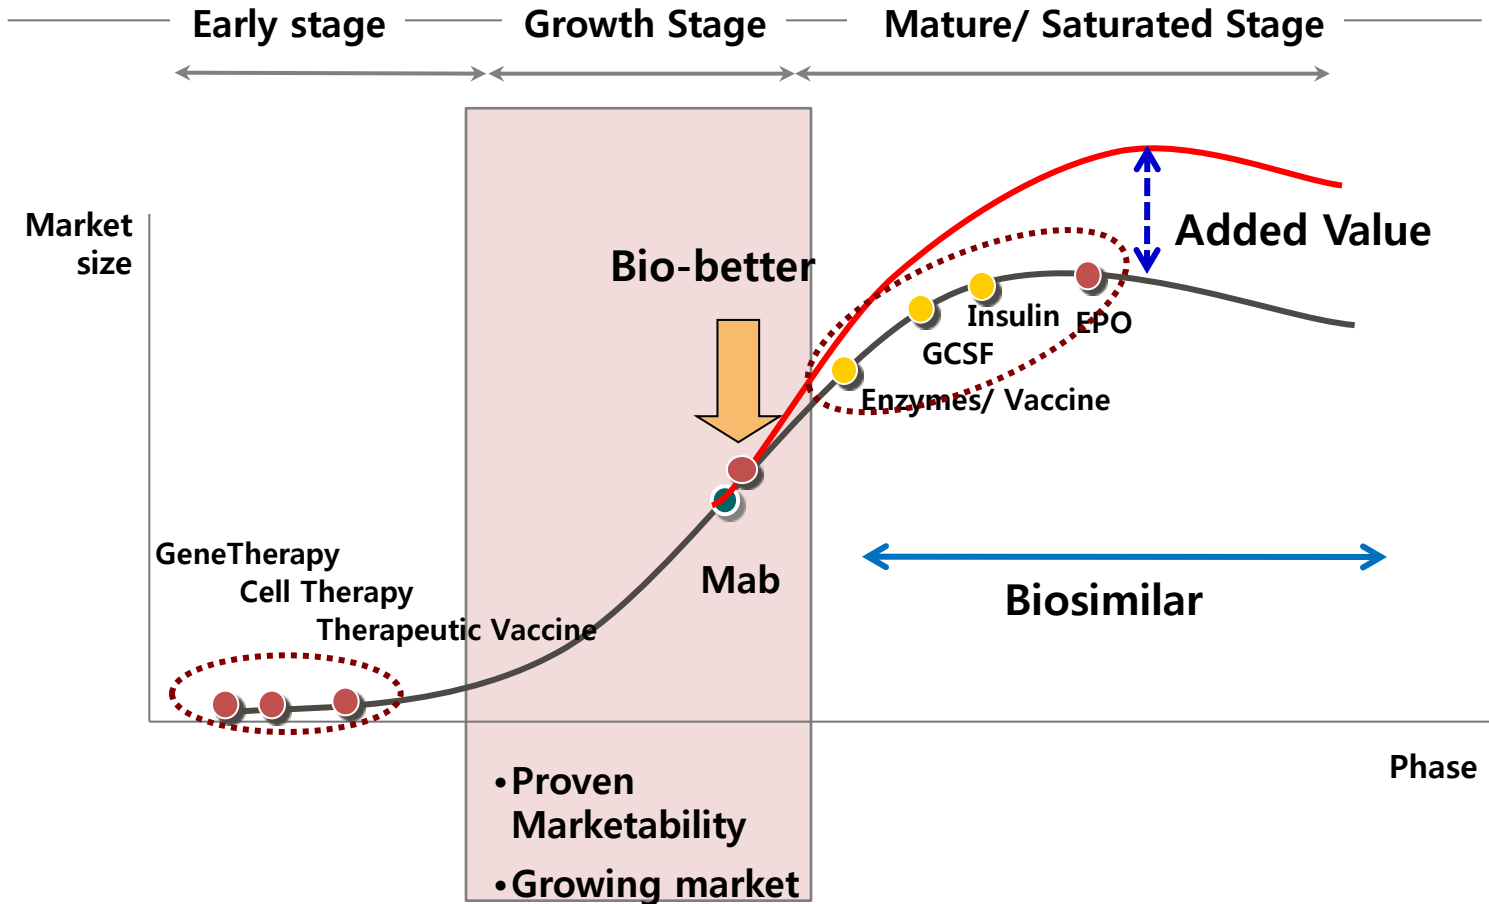 Early stage
Growth Stage
Mature/ Saturated Stage
Market
size
Bio-better
Added Value
Insulin
EPO
GCSF
Enzymes/ Vaccine
GeneTherapy
Cell Therapy
Therapeutic Vaccine
Mab
Biosimilar
Phase
•Proven
Marketability
•Growing market